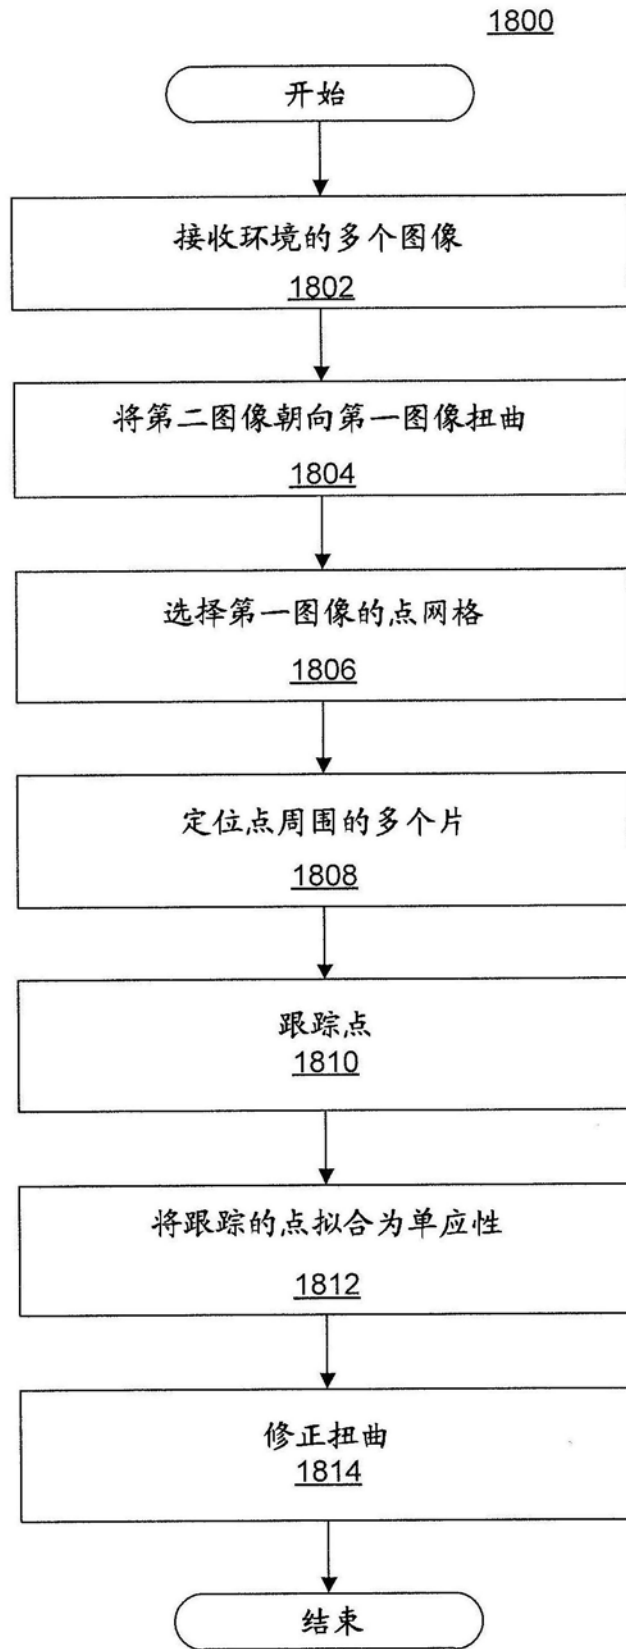 1800
开始
接收环境的多个图像
1802
将第二图像朝向第一图像扭曲
1804
选择第一图像的点网格
1806
定位点周围的多个片
1808
跟踪点
1810
将跟踪的点拟合为单应性
1812
修正扭曲
1814
结束